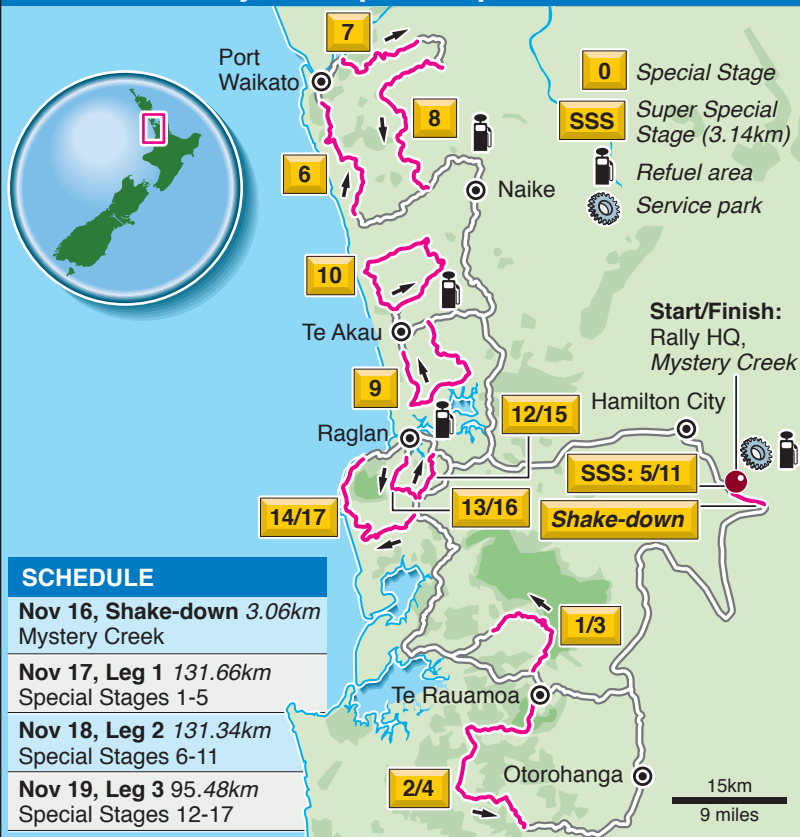 7
Port
Waikato
0
Special Stage
8
SSS
Super Special
Stage (3.14km)
6
Refuel area
Naike
Service park
10
Start/Finish:
Rally HQ,
Mystery Creek
Te Akau
9
12/15
Hamilton City
Raglan
SSS: 5/11
13/16
14/17
Shake-down
SCHEDULE
Nov 16, Shake-down 3.06km
Mystery Creek
Nov 17, Leg 1 131.66km
Special Stages 1-5
Nov 18, Leg 2 131.34km
Special Stages 6-11
Nov 19, Leg 3 95.48km
Special Stages 12-17
1/3
Te Rauamoa
2/4
Otorohanga
15km
9 miles